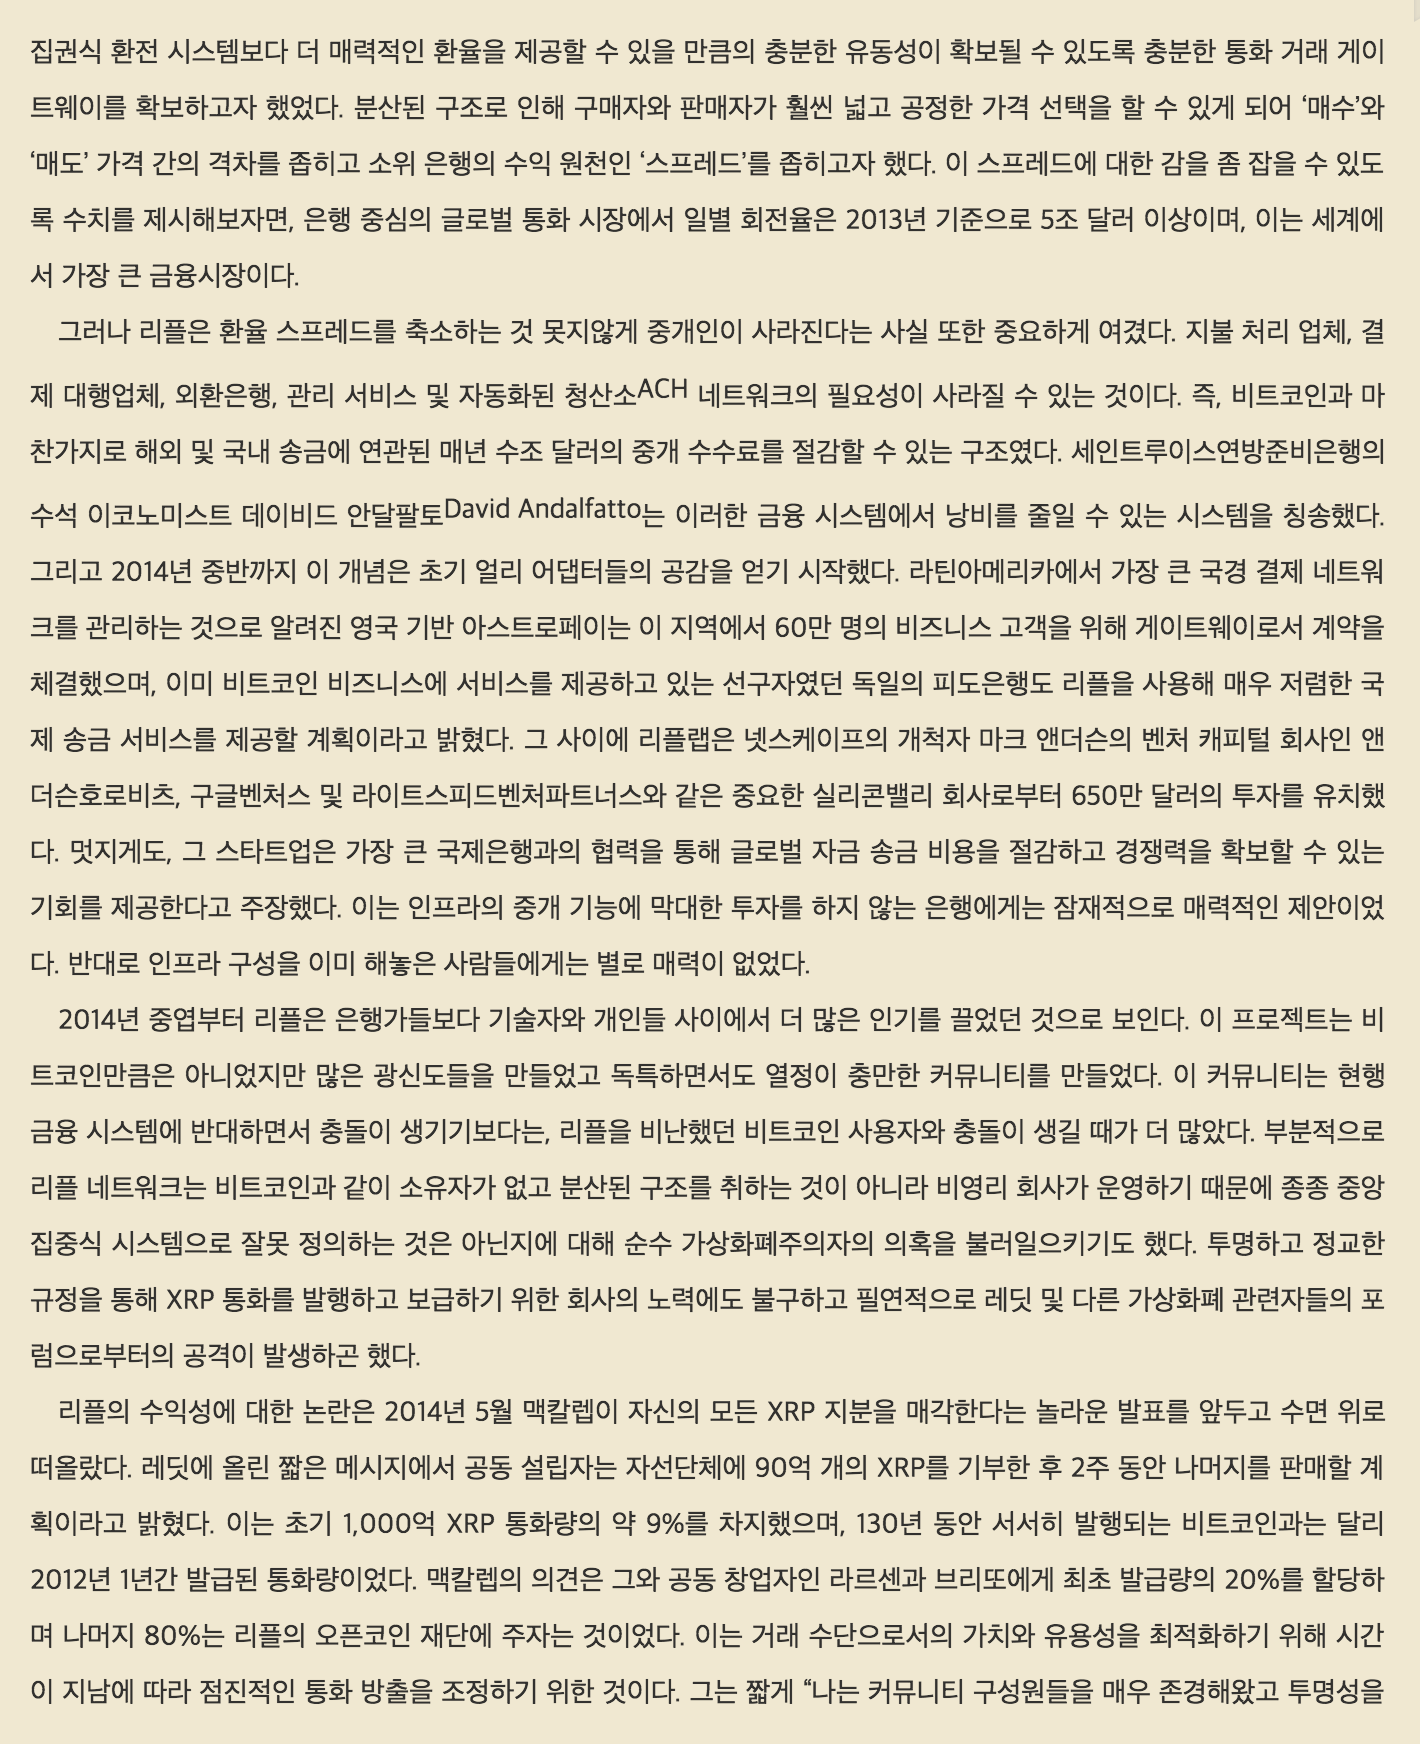 집권식 환전 시스템보다 더 매력적인 환율을 제공할 수 있을 만큼의 충분한 유동성이 확보될 수 있도록 충분한 통화 거래 게이
트웨이를 확보하고자 했었다. 분산된 구조로 인해 구매자와 판매자가 훨씬 넓고 공정한 가격 선택을 할 수 있게 되어 ‘매수’와
‘매도’ 가격 간의 격차를 좁히고 소위 은행의 수익 원천인 ‘스프레드’를 좁히고자 했다. 이 스프레드에 대한 감을 좀 잡을 수 있도
록 수치를 제시해보자면, 은행 중심의 글로벌 통화 시장에서 일별 회전율은 2013년 기준으로 5조 달러 이상이며, 이는 세계에
서 가장 큰 금융시장이다.
그러나 리플은 환율 스프레드를 축소하는 것 못지않게 중개인이 사라진다는 사실 또한 중요하게 여겼다. 지불 처리 업체, 결
제 대행업체, 외환은행, 관리 서비스 및 자동화된 청산소ACH 네트워크의 필요성이 사라질 수 있는 것이다. 즉, 비트코인과 마
찬가지로 해외 및 국내 송금에 연관된 매년 수조 달러의 중개 수수료를 절감할 수 있는 구조였다. 세인트루이스연방준비은행의
수석 이코노미스트 데이비드 안달팔토David Andalfatto는 이러한 금융 시스템에서 낭비를 줄일 수 있는 시스템을 칭송했다.
그리고 2014년 중반까지 이 개념은 초기 얼리 어댑터들의 공감을 얻기 시작했다. 라틴아메리카에서 가장 큰 국경 결제 네트워
크를 관리하는 것으로 알려진 영국 기반 아스트로페이는 이 지역에서 60만 명의 비즈니스 고객을 위해 게이트웨이로서 계약을
체결했으며, 이미 비트코인 비즈니스에 서비스를 제공하고 있는 선구자였던 독일의 피도은행도 리플을 사용해 매우 저렴한 국
제 송금 서비스를 제공할 계획이라고 밝혔다. 그 사이에 리플랩은 넷스케이프의 개척자 마크 앤더슨의 벤처 캐피털 회사인 앤
더슨호로비츠, 구글벤처스 및 라이트스피드벤처파트너스와 같은 중요한 실리콘밸리 회사로부터 650만 달러의 투자를 유치했
다. 멋지게도, 그 스타트업은 가장 큰 국제은행과의 협력을 통해 글로벌 자금 송금 비용을 절감하고 경쟁력을 확보할 수 있는
기회를 제공한다고 주장했다. 이는 인프라의 중개 기능에 막대한 투자를 하지 않는 은행에게는 잠재적으로 매력적인 제안이었
다. 반대로 인프라 구성을 이미 해놓은 사람들에게는 별로 매력이 없었다.
2014년 중엽부터 리플은 은행가들보다 기술자와 개인들 사이에서 더 많은 인기를 끌었던 것으로 보인다. 이 프로젝트는 비
트코인만큼은 아니었지만 많은 광신도들을 만들었고 독특하면서도 열정이 충만한 커뮤니티를 만들었다. 이 커뮤니티는 현행
금융 시스템에 반대하면서 충돌이 생기기보다는, 리플을 비난했던 비트코인 사용자와 충돌이 생길 때가 더 많았다. 부분적으로
리플 네트워크는 비트코인과 같이 소유자가 없고 분산된 구조를 취하는 것이 아니라 비영리 회사가 운영하기 때문에 종종 중앙
집중식 시스템으로 잘못 정의하는 것은 아닌지에 대해 순수 가상화폐주의자의 의혹을 불러일으키기도 했다. 투명하고 정교한
규정을 통해 XRP 통화를 발행하고 보급하기 위한 회사의 노력에도 불구하고 필연적으로 레딧 및 다른 가상화폐 관련자들의 포
럼으로부터의 공격이 발생하곤 했다.
리플의 수익성에 대한 논란은 2014년 5월 맥칼렙이 자신의 모든 XRP 지분을 매각한다는 놀라운 발표를 앞두고 수면 위로
떠올랐다. 레딧에 올린 짧은 메시지에서 공동 설립자는 자선단체에 90억 개의 XRP를 기부한 후 2주 동안 나머지를 판매할 계
획이라고 밝혔다. 이는 초기 1,000억 XRP 통화량의 약 9%를 차지했으며, 130년 동안 서서히 발행되는 비트코인과는 달리
2012년 1년간 발급된 통화량이었다. 맥칼렙의 의견은 그와 공동 창업자인 라르센과 브리또에게 최초 발급량의 20%를 할당하
며 나머지 80%는 리플의 오픈코인 재단에 주자는 것이었다. 이는 거래 수단으로서의 가치와 유용성을 최적화하기 위해 시간
이 지남에 따라 점진적인 통화 방출을 조정하기 위한 것이다. 그는 짧게 “나는 커뮤니티 구성원들을 매우 존경해왔고 투명성을